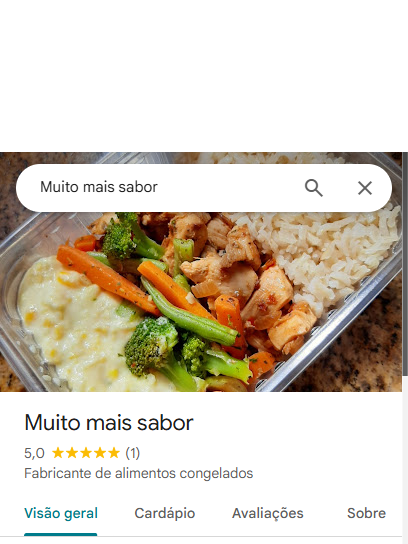 Muito mais sabor
Muito mais sabor
5,0 ★★★★★ (1)
Fabricante de alimentos congelados
Visão geral Cardápio Avaliações Sobre